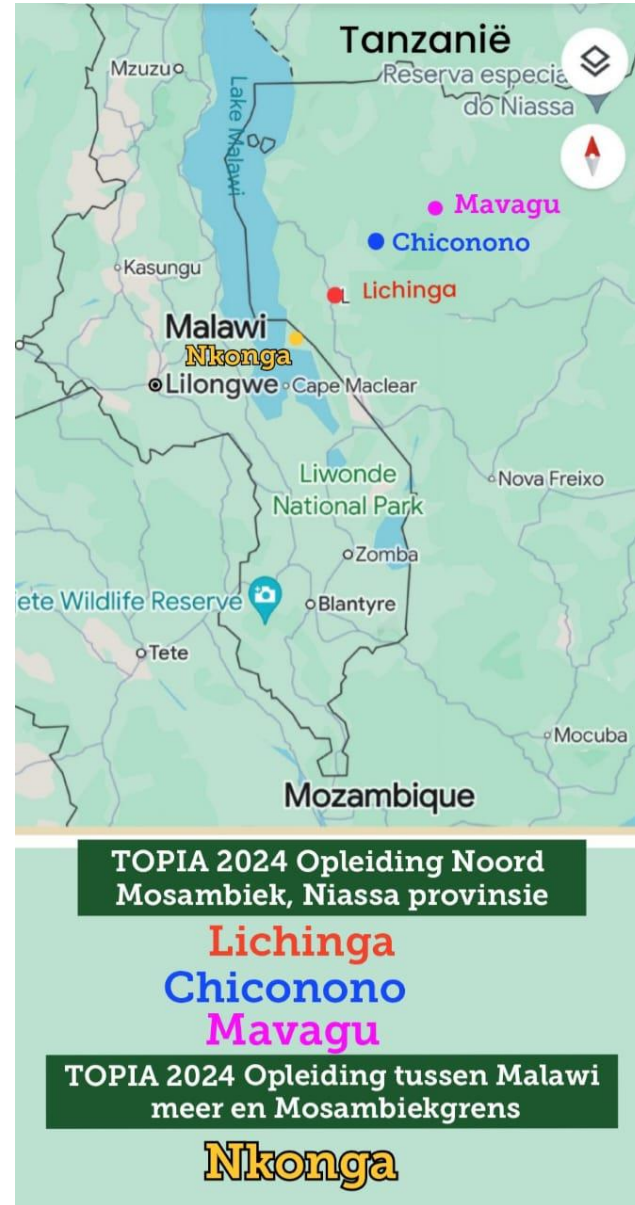 Tanzanië
Mzuzu
Reserva especia
do Niassa
Lake Malawi
Mavagu
Chiconono
Kasungu
L Lichinga
Malawi
Nkonga
Lilongwe
Cape Maclear
Liwonde
National Park
Nova Freixo
Zomba
ete Wildlife Reserve
Blantyre
Tete
Mocuba
Mozambique
TOPIA 2024 Opleiding Noord
Mosambiek, Niassa provinsie
Lichinga
Chiconono
Mavagu
TOPIA 2024 Opleiding tussen Malawi
meer en Mosambiekgrens
Nkonga